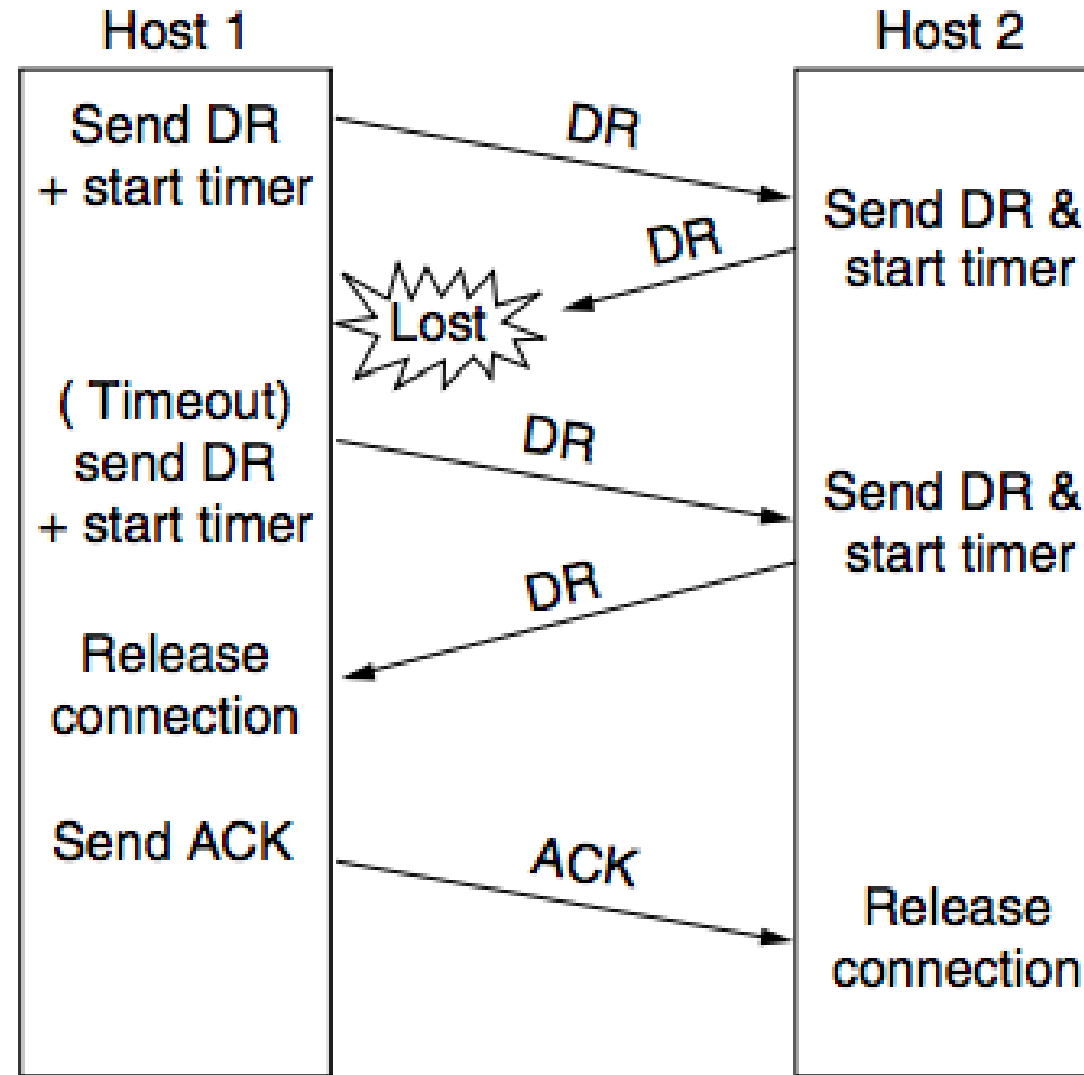 Host 1
Host 2
Send DR
+ start timer
DR
Send DR &
start timer
DR
Lost
( Timeout)
send DR
+ start timer
DR
Send DR &
start timer
DR
Release
connection
Send ACK
ACK
Release
connection